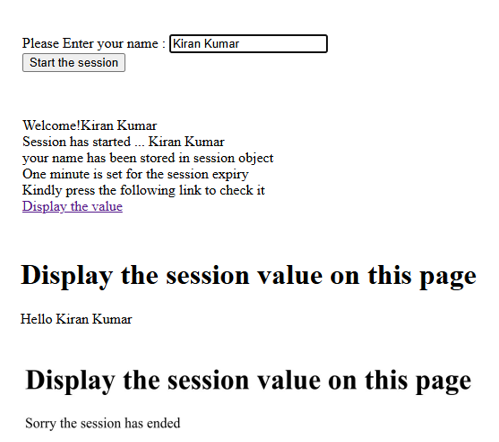 Please Enter your name : Kiran Kumar
Start the session
Welcome!Kiran Kumar
Session has started ... Kiran Kumar
your name has been stored in session object
One minute is set for the session expiry
Kindly press the following link to check it
Display the value
Display the session value on this page
Hello Kiran Kumar
Display the session value on this page
Sorry the session has ended